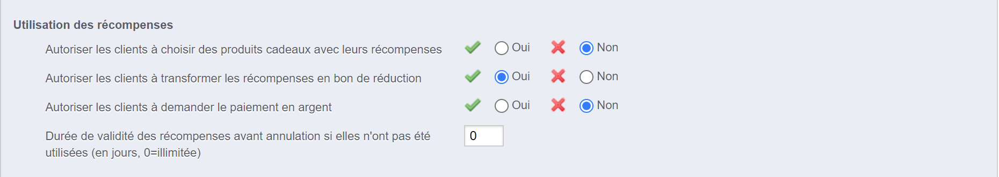 Utilisation des récompenses
Autoriser les clients à choisir des produits cadeaux avec leurs récompenses Oui Non
Autoriser les clients à transformer les récompenses en bon de réduction Oui Non
Autoriser les clients à demander le paiement en argent Oui Non
Durée de validité des récompenses avant annulation si elles n'ont pas été 0
utilisées (en jours, 0=illimitée)